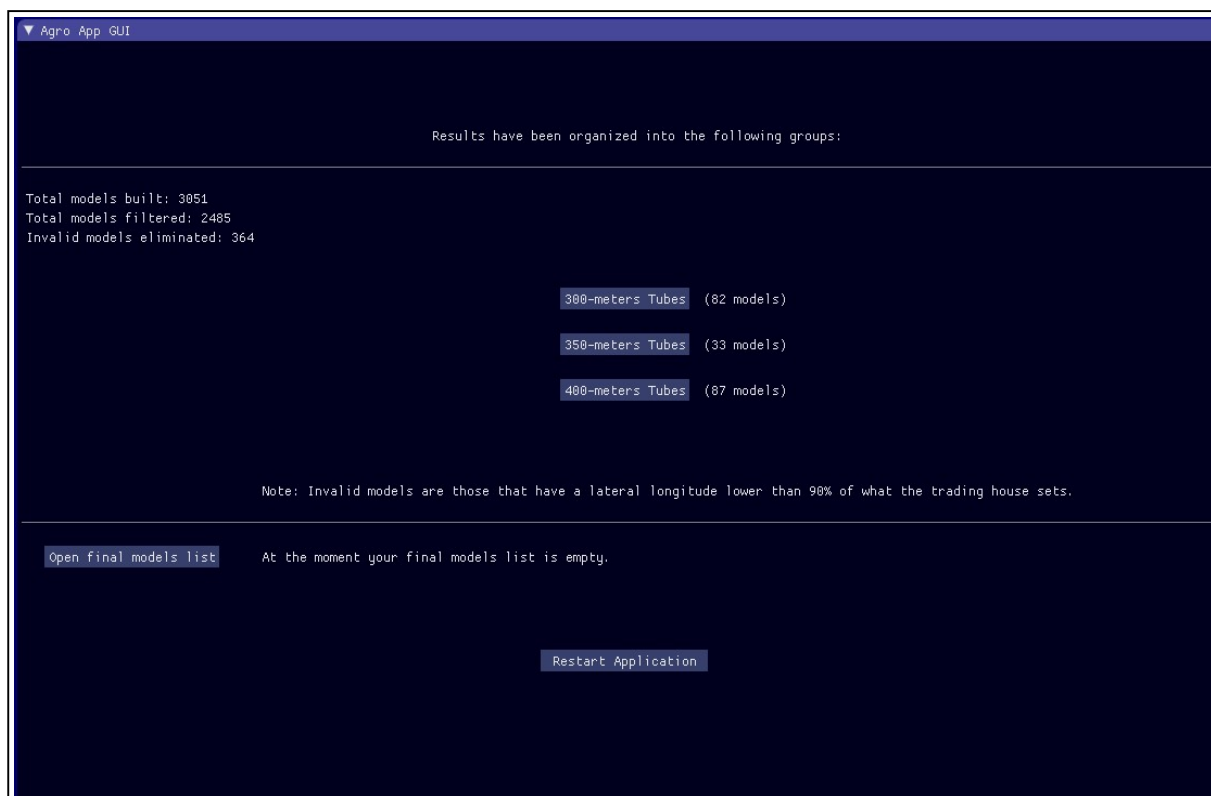 Agro App GUI
Results have been organized into the following groups:
Total models built: 3051
Total models filtered: 2485
Invalid models eliminated: 364
300-meters Tubes (82 models)
350-meters Tubes (33 models)
400-meters Tubes (87 models)
Note: Invalid models are those that have a lateral longitude lower than 90% of what the trading house sets.
Open final models list At the moment your final models list is empty.
Restart Application